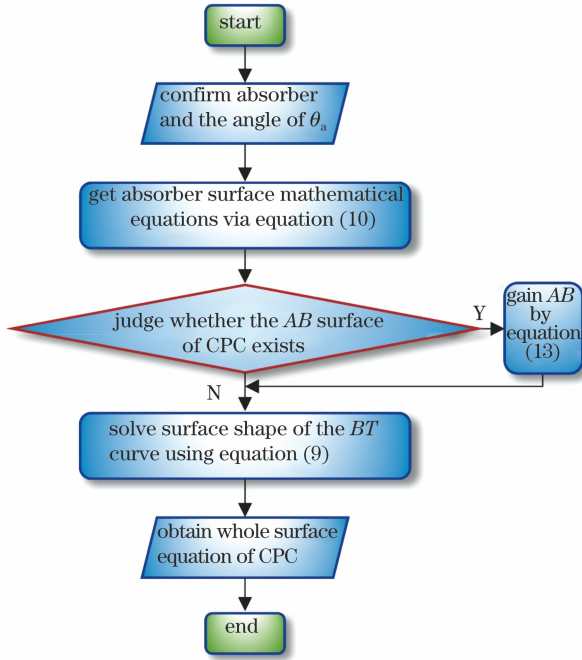 start
confirm absorber
and the angle of θa
get absorber surface mathematical
equations via equation (10)
judge whether the AB surface
of CPC exists
Y
gain AB
by
equation
(13)
N
solve surface shape of the BT
curve using equation (9)
obtain whole surface
equation of CPC
end